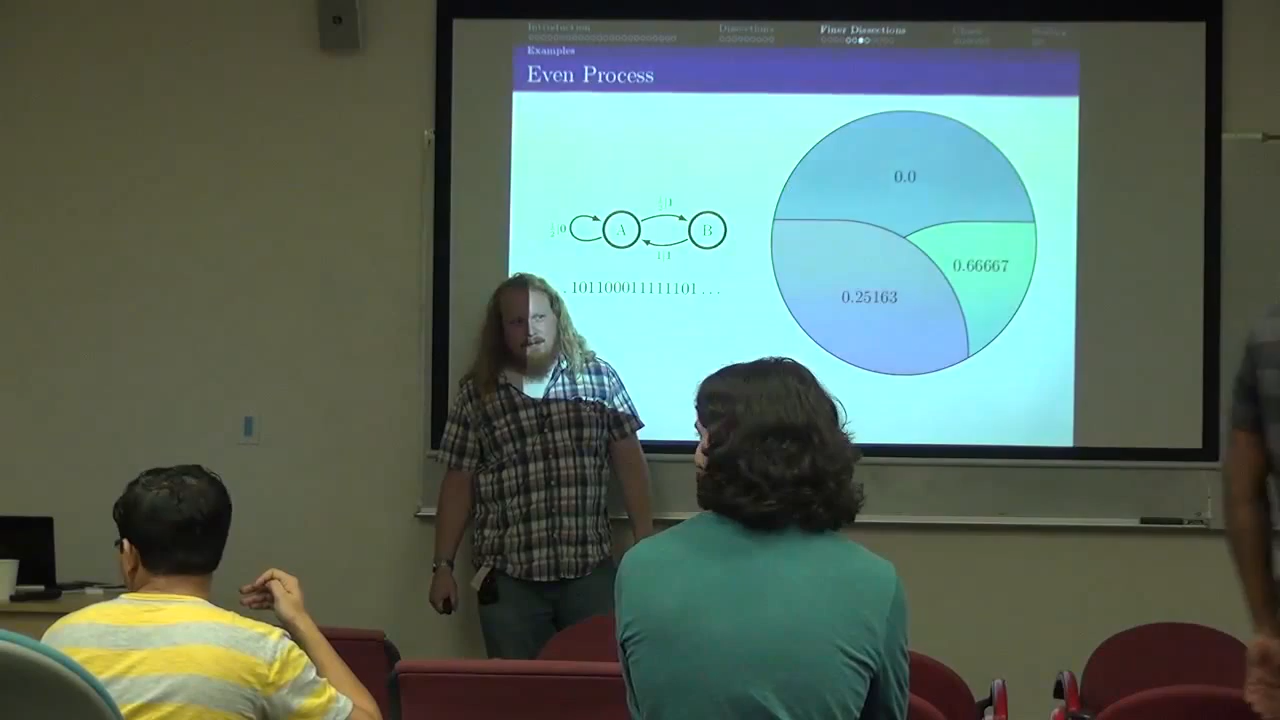 Introduction Dissections Finer Dissections
Examples
Even Process
0.0
A B
0.66667
0.25163
. 101100011111101 . . .